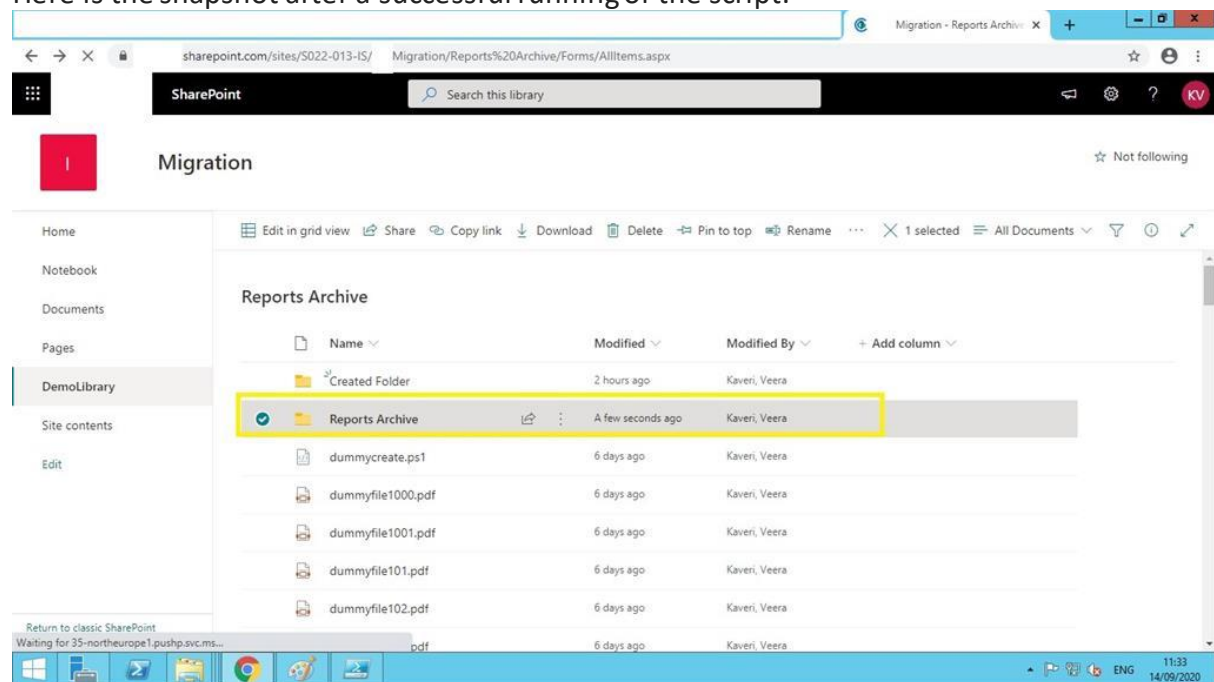 Here is the snapshot after a successful running of the script:
Migration - Reports Archiv
sharepoint.com/sites/S022-013-IS/ Migration/Reports%20Archive/Forms/AllItems.aspx
SharePoint Search this library ? KV
I Migration Not following
Home
Notebook
Documents
Pages
DemoLibrary
Site contents
Edit
Return to classic SharePoint
Edit in grid view Share Copy link Download Delete Pin to top Rename ... 1 selected All Documents
Reports Archive
Name Modified Modified By + Add column
Created Folder 2 hours ago Kaveri, Veera
Reports Archive A few seconds ago Kaveri, Veera
dummycreate.ps1 6 days ago Kaveri, Veera
dummyfile1000.pdf 6 days ago Kaveri, Veera
dummyfile1001.pdf 6 days ago Kaveri, Veera
dummyfile101.pdf 6 days ago Kaveri, Veera
dummyfile102.pdf 6 days ago Kaveri, Veera
pdf 6 days ago Kaveri, Veera
Waiting for 35-northeurope1.pushp.svc.ms...
ENG 11:33
14/09/2020